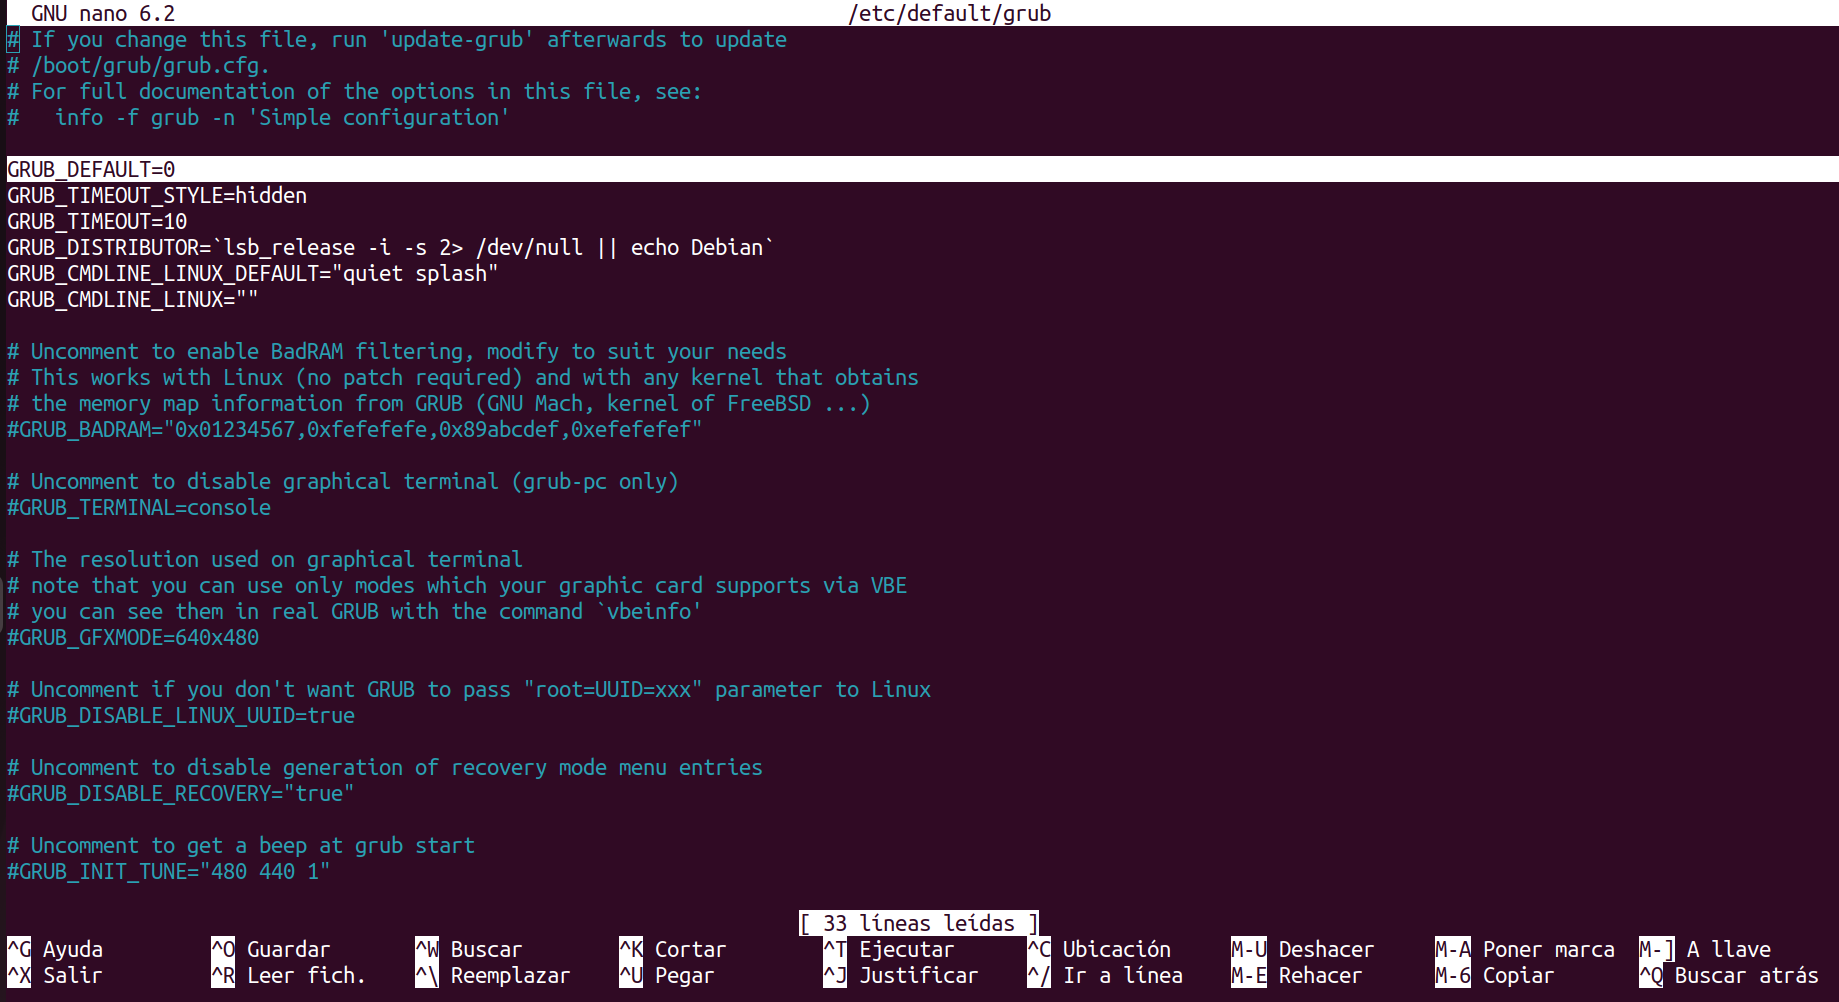 GNU nano 6.2 /etc/default/grub
# If you change this file, run 'update-grub' afterwards to update
# /boot/grub/grub.cfg.
# For full documentation of the options in this file, see:
#   info -f grub -n 'Simple configuration'
GRUB_DEFAULT=0
GRUB_TIMEOUT_STYLE=hidden
GRUB_TIMEOUT=10
GRUB_DISTRIBUTOR=`lsb_release -i -s 2> /dev/null || echo Debian`
GRUB_CMDLINE_LINUX_DEFAULT="quiet splash"
GRUB_CMDLINE_LINUX=""
# Uncomment to enable BadRAM filtering, modify to suit your needs
# This works with Linux (no patch required) and with any kernel that obtains
# the memory map information from GRUB (GNU Mach, kernel of FreeBSD ...)
#GRUB_BADRAM="0x01234567,0xfefefefe,0x89abcdef,0xefefefef"
# Uncomment to disable graphical terminal (grub-pc only)
#GRUB_TERMINAL=console
# The resolution used on graphical terminal
# note that you can use only modes which your graphic card supports via VBE
# you can see them in real GRUB with the command `vbeinfo'
#GRUB_GFXMODE=640x480
# Uncomment if you don't want GRUB to pass "root=UUID=xxx" parameter to Linux
#GRUB_DISABLE_LINUX_UUID=true
# Uncomment to disable generation of recovery mode menu entries
#GRUB_DISABLE_RECOVERY="true"
# Uncomment to get a beep at grub start
#GRUB_INIT_TUNE="480 440 1"
[ 33 líneas leídas ]
^G Ayuda ^O Guardar ^W Buscar ^K Cortar ^T Ejecutar ^C Ubicación M-U Deshacer M-A Poner marca M-] A llave
^X Salir ^R Leer fich. ^\ Reemplazar ^U Pegar ^J Justificar ^/ Ir a línea M-E Rehacer M-6 Copiar ^Q Buscar atrás